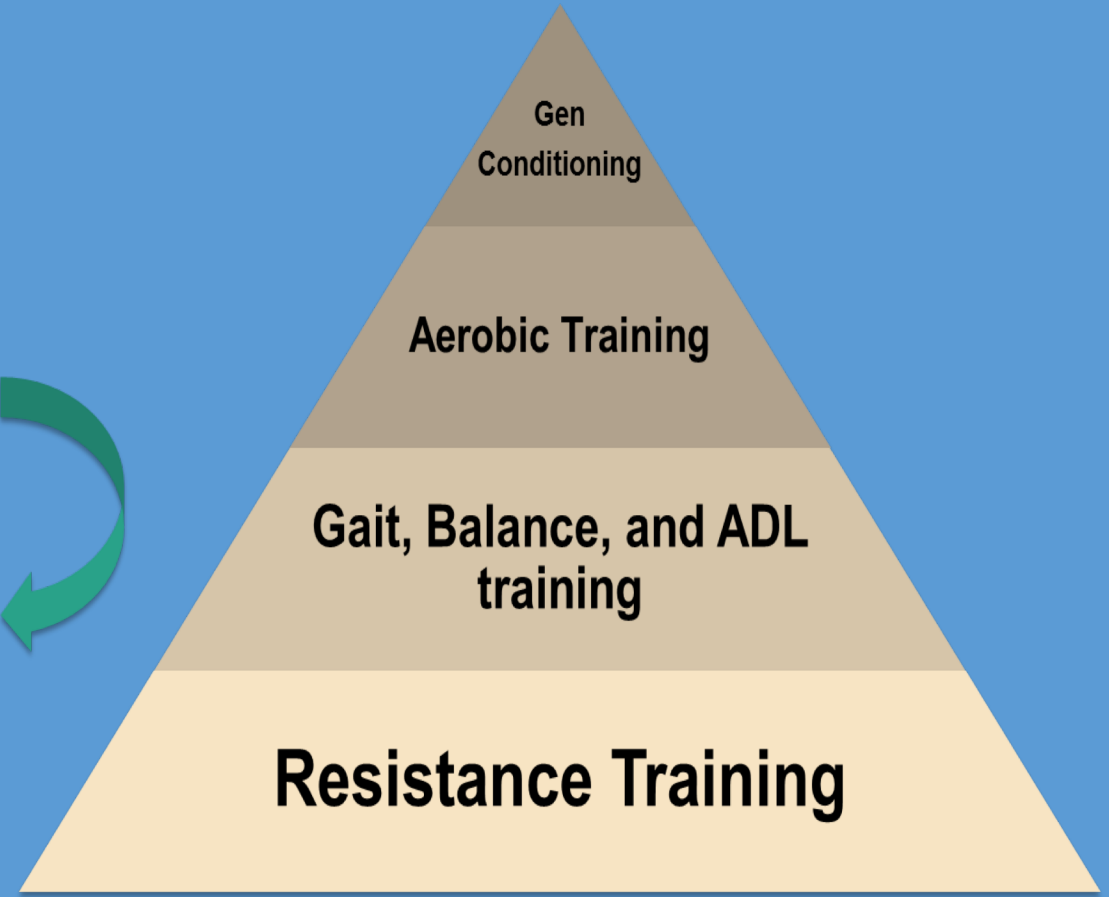 Gen
Conditioning
Aerobic Training
Gait, Balance, and ADL
training
Resistance Training